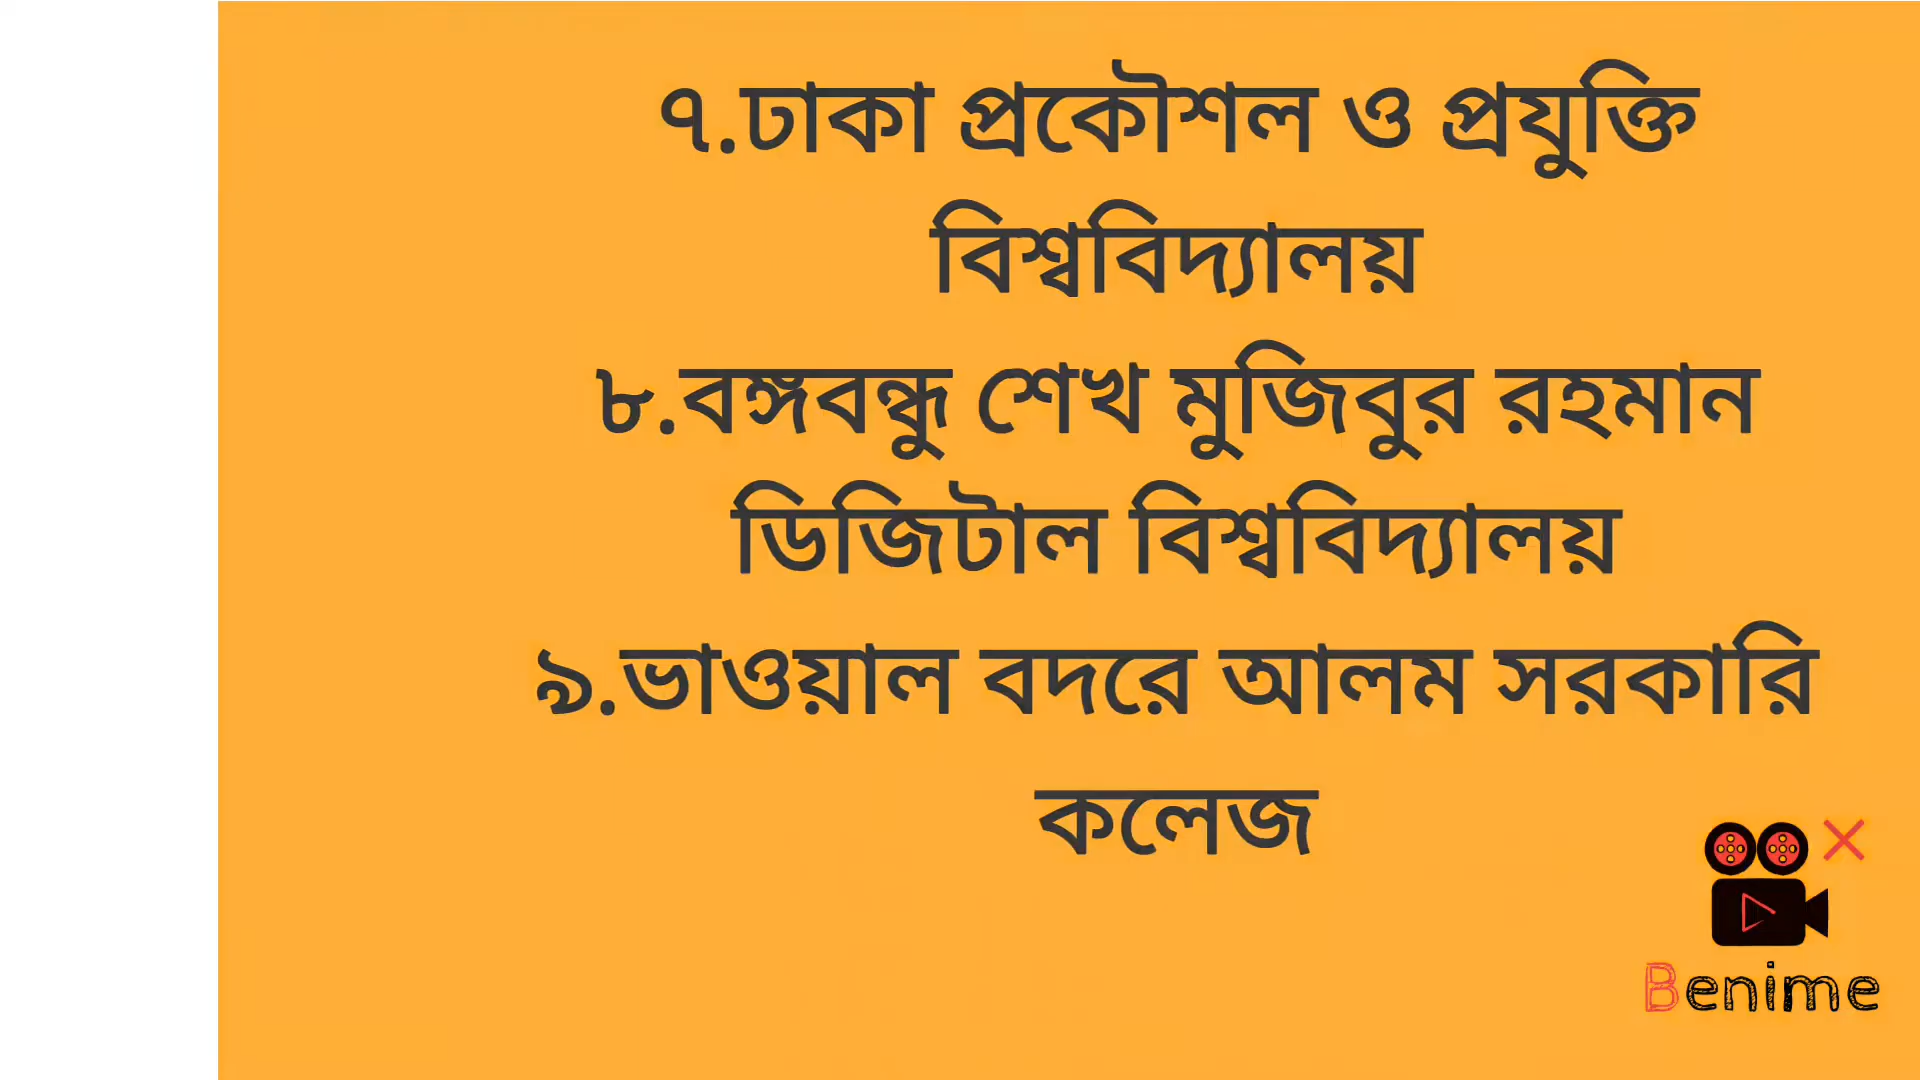 ৭.ঢাকা প্রকৌশল ও প্রযুক্তি
বিশ্ববিদ্যালয়
৮.বঙ্গবন্ধু শেখ মুজিবুর রহমান
ডিজিটাল বিশ্ববিদ্যালয়
৯.ভাওয়াল বদরে আলম সরকারি
কলেজ
Benime